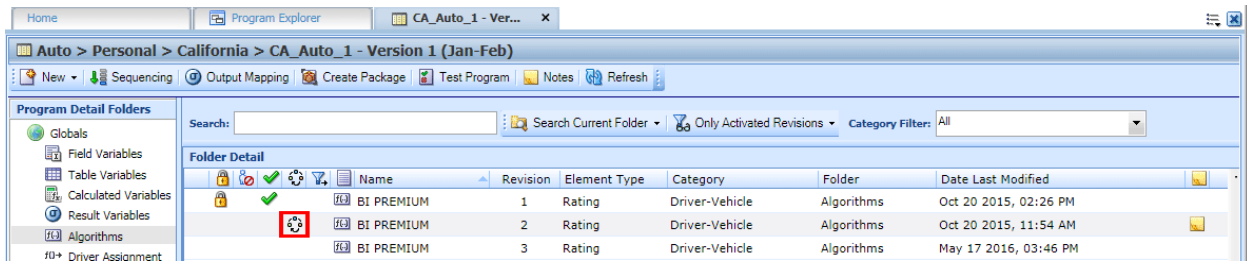 Home Program Explorer CA_Auto_1 - Ver... X
Auto > Personal > California > CA_Auto_1 - Version 1 (Jan-Feb)
New Sequencing Output Mapping Create Package Test Program Notes Refresh
Program Detail Folders
Globals
Field Variables
Table Variables
Calculated Variables
Result Variables
Algorithms
Driver Assignment
Search: Search Current Folder Only Activated Revisions Category Filter: All
Folder Detail
Name Revision Element Type Category Folder Date Last Modified
BI PREMIUM 1 Rating Driver-Vehicle Algorithms Oct 20 2015, 02:26 PM
BI PREMIUM 2 Rating Driver-Vehicle Algorithms Oct 20 2015, 11:54 AM
BI PREMIUM 3 Rating Driver-Vehicle Algorithms May 17 2016, 03:46 PM